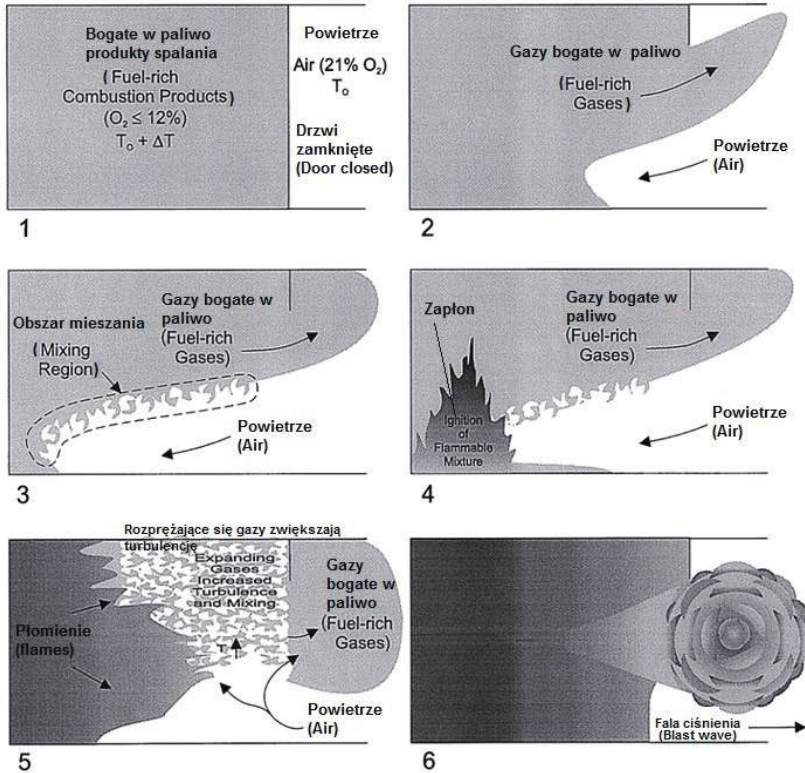 Bogate w paliwo
produkty spalania
(Fuel-rich
Combustion Products)
(O₂ ≤ 12%)
T₀ + ΔT
Powietrze
Air (21% O₂)
T₀
Drzwi
zamknięte
(Door closed)
1
Gazy bogate w paliwo
(Fuel-rich
Gases)
Powietrze
(Air)
2
Obszar mieszania
(Mixing
Region)
Gazy bogate w
paliwo
(Fuel-rich
Gases)
Powietrze
(Air)
3
Zapłon
Ignition
of
Flammable
Mixture
Gazy bogate w
paliwo
(Fuel-rich
Gases)
Powietrze
(Air)
4
Rozprężające się gazy zwiększają
turbulencję
Expanding
Gases
Increased
Turbulence
and Mixing
Płomienie
(flames)
Gazy
bogate w
paliwo
(Fuel-rich
Gases)
Powietrze
(Air)
5
Fala ciśnienia
(Blast wave)
6